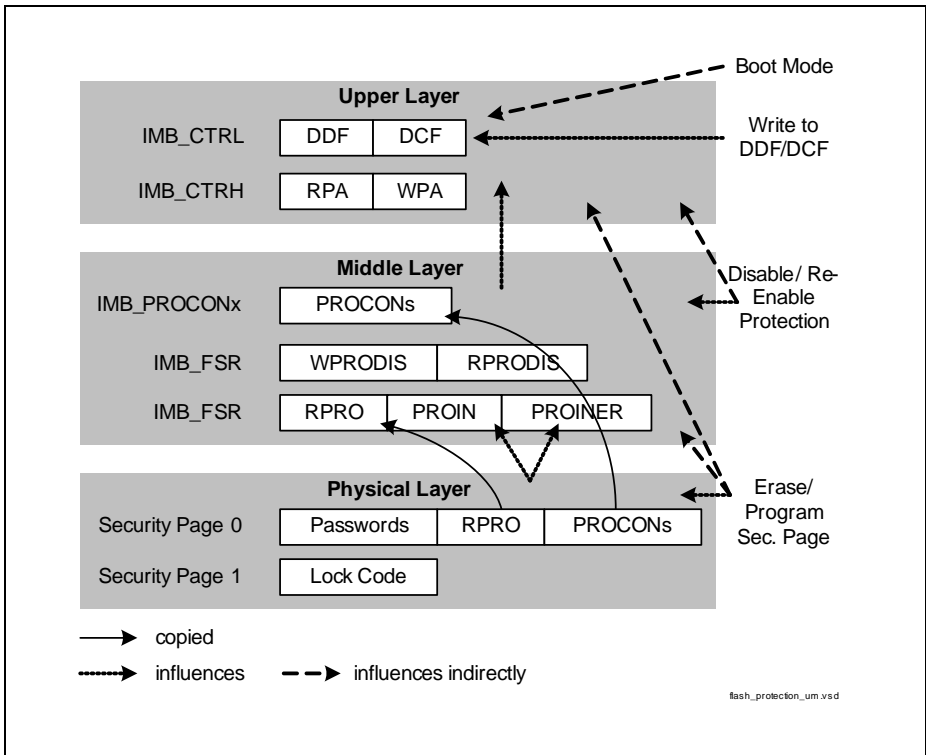 Boot Mode
Upper Layer
IMB_CTRL DDF DCF
Write to
DDF/DCF
IMB_CTRH RPA WPA
Middle Layer
Disable/ Re-
Enable
Protection
IMB_PROCONx PROCONs
IMB_FSR WPRODIS RPRODIS
IMB_FSR RPRO PROIN PROINER
Physical Layer
Erase/
Program
Sec. Page
Security Page 0 Passwords RPRO PROCONs
Security Page 1 Lock Code
copied
influences influences indirectly
flash_protection_um.vsd